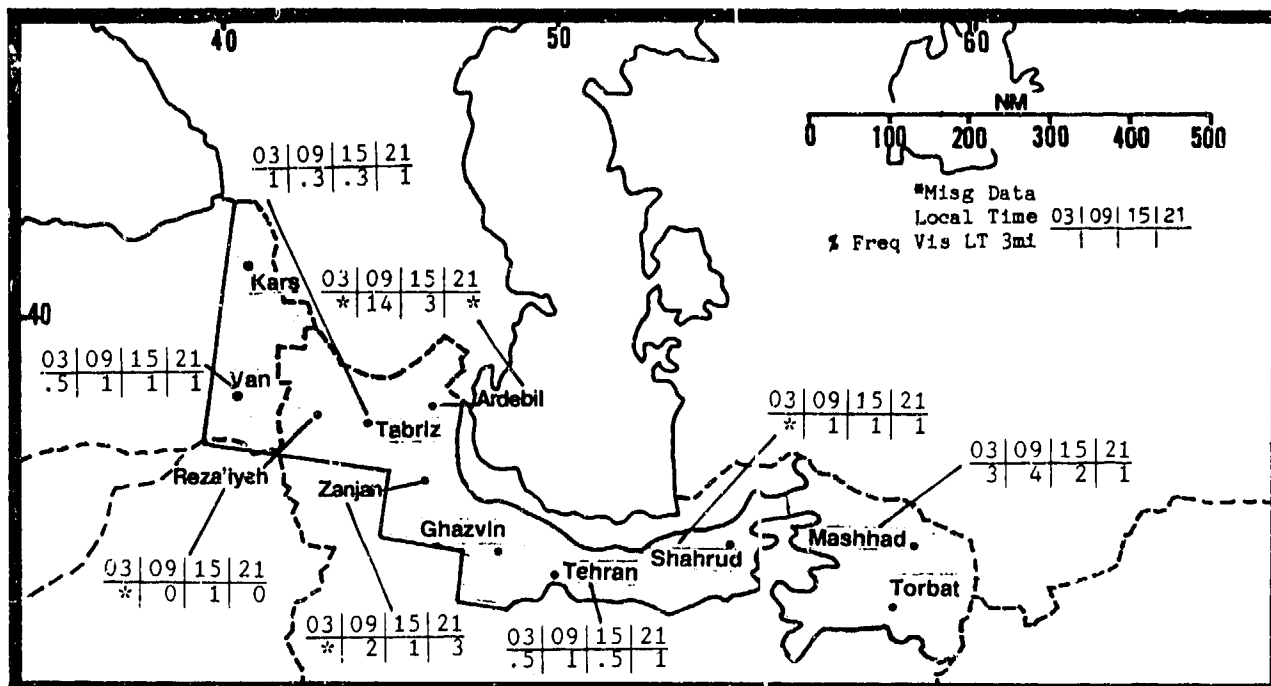 40
50
60
NM
0 100 200 300 400 500
*Misg Data
Local Time 03|09|15|21
% Freq Vis LT 3mi
03|09|15|21
1|.3|.3|1
Kars
03|09|15|21
*|14|3|*
40
03|09|15|21
.5|1|1|1
Van
Ardebil
Tabriz
03|09|15|21
*|1|1|1
03|09|15|21
3|4|2|1
Reza'iyeh
Zanjan
Ghazvin
Shahrud
Mashhad
Tehran
Torbat
03|09|15|21
*|0|1|0
03|09|15|21
*|2|1|3
03|09|15|21
.5|1|.5|1